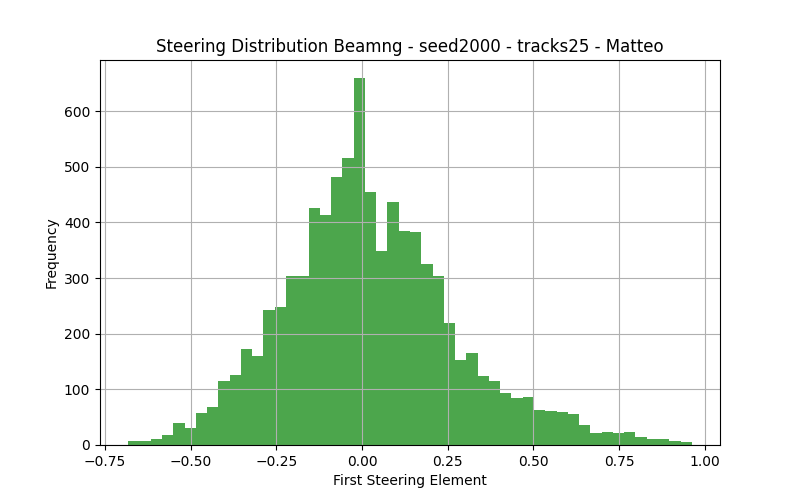 Steering Distribution Beamng - seed2000 - tracks25 - Matteo
600
500
400
300
200
100
0
Frequency
−0.75 −0.50 −0.25 0.00 0.25 0.50 0.75 1.00
First Steering Element